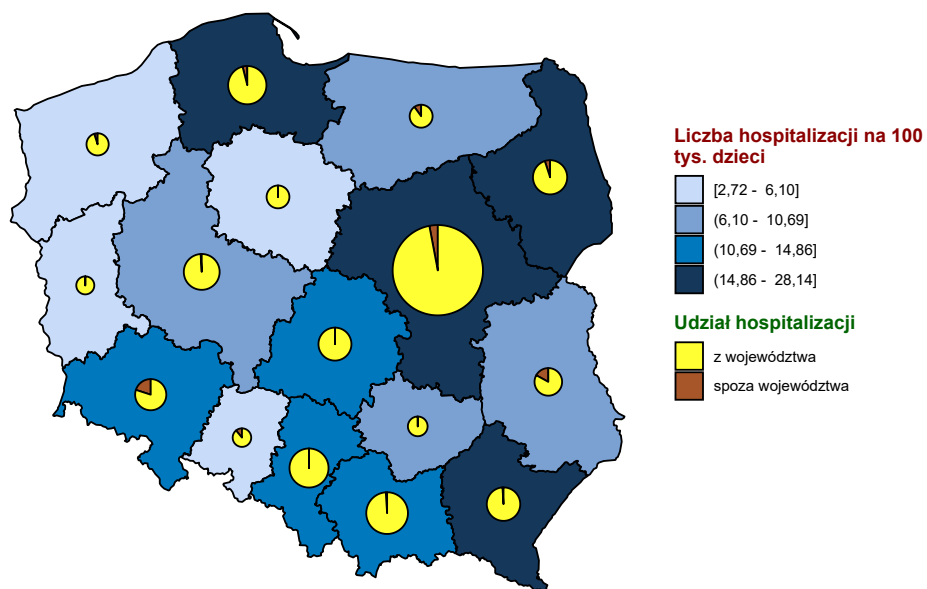 Liczba hospitalizacji na 100
tys. dzieci
[2,72 - 6,10]
(6,10 - 10,69]
(10,69 - 14,86]
(14,86 - 28,14]
Udział hospitalizacji
z województwa
spoza województwa